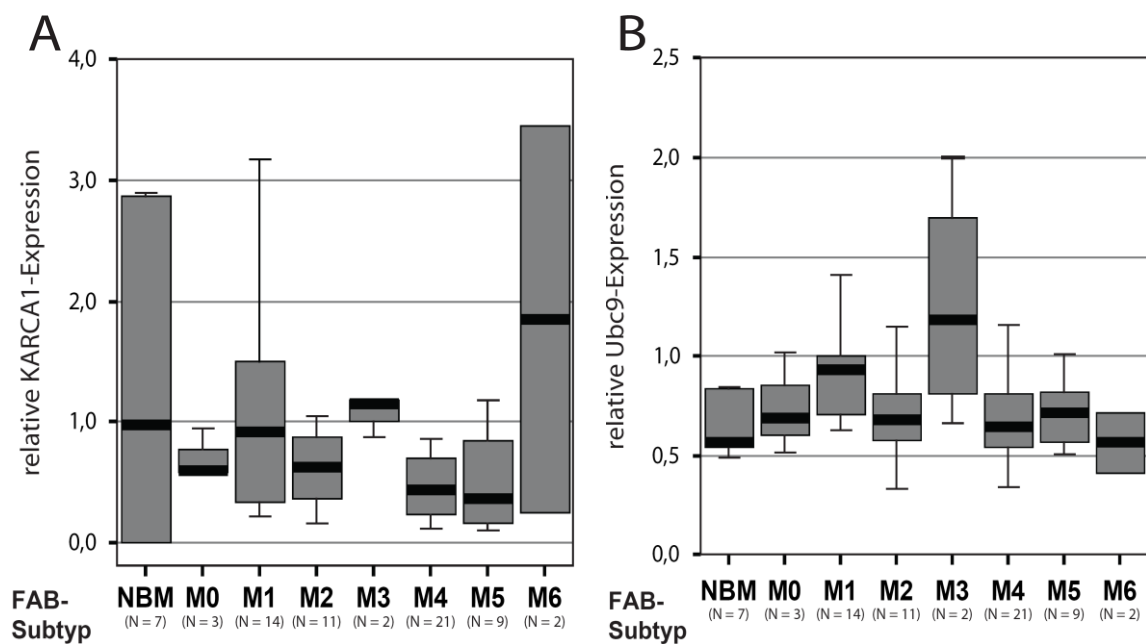 A
relative KARCA1-Expression
4,0
3,0
2,0
1,0
0,0
NBM M0 M1 M2 M3 M4 M5 M6
FAB-Subtyp
(N = 7) (N = 3) (N = 14) (N = 11) (N = 2) (N = 21) (N = 9) (N = 2)
B
relative Ubc9-Expression
2,5
2,0
1,5
1,0
0,5
0,0
NBM M0 M1 M2 M3 M4 M5 M6
FAB-Subtyp
(N = 7) (N = 3) (N = 14) (N = 11) (N = 2) (N = 21) (N = 9) (N = 2)